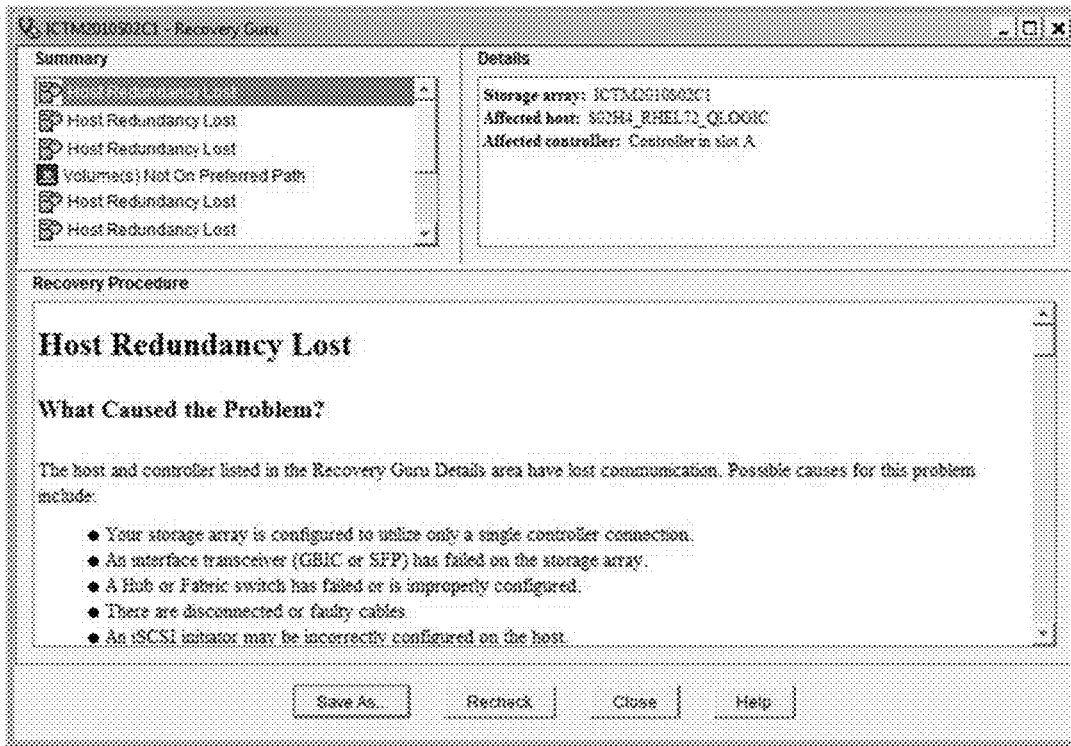 ICTM2010S02C1 - Recovery Guru
Summary
Details
Host Redundancy Lost
Host Redundancy Lost
Volume(s) Not On Preferred Path
Host Redundancy Lost
Host Redundancy Lost
Storage array: ICTM2010S02C1
Affected host: S02H4_RHEL72_QLOGIC
Affected controller: Controller in slot A
Recovery Procedure
Host Redundancy Lost
What Caused the Problem?
The host and controller listed in the Recovery Guru Details area have lost communication. Possible causes for this problem
include:
● Your storage array is configured to utilize only a single controller connection.
● An interface transceiver (GBIC or SFP) has failed on the storage array.
● A Hub or Fabric switch has failed or is improperly configured.
● There are disconnected or faulty cables.
● An iSCSI initiator may be incorrectly configured on the host.
Save As...
Recheck
Close
Help